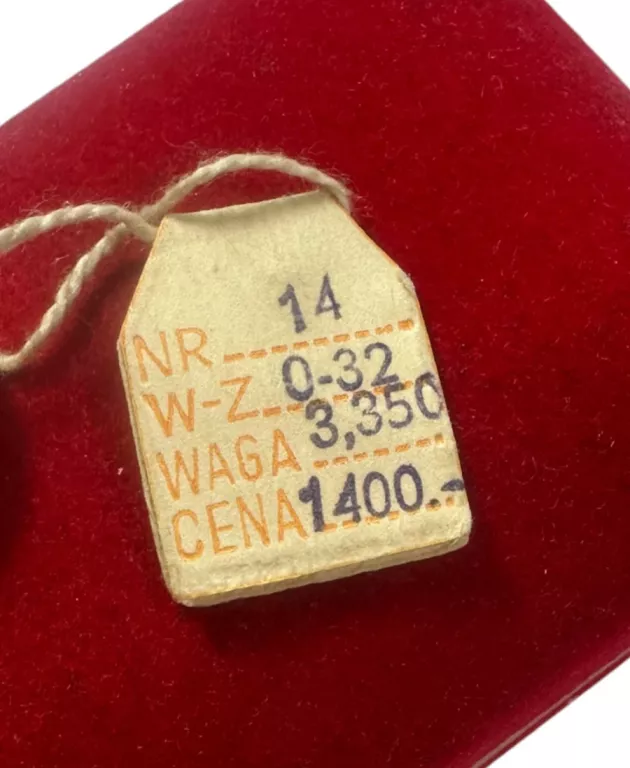 NR 14
W-Z 0-32
WAGA 3,350
CENA 1400.-